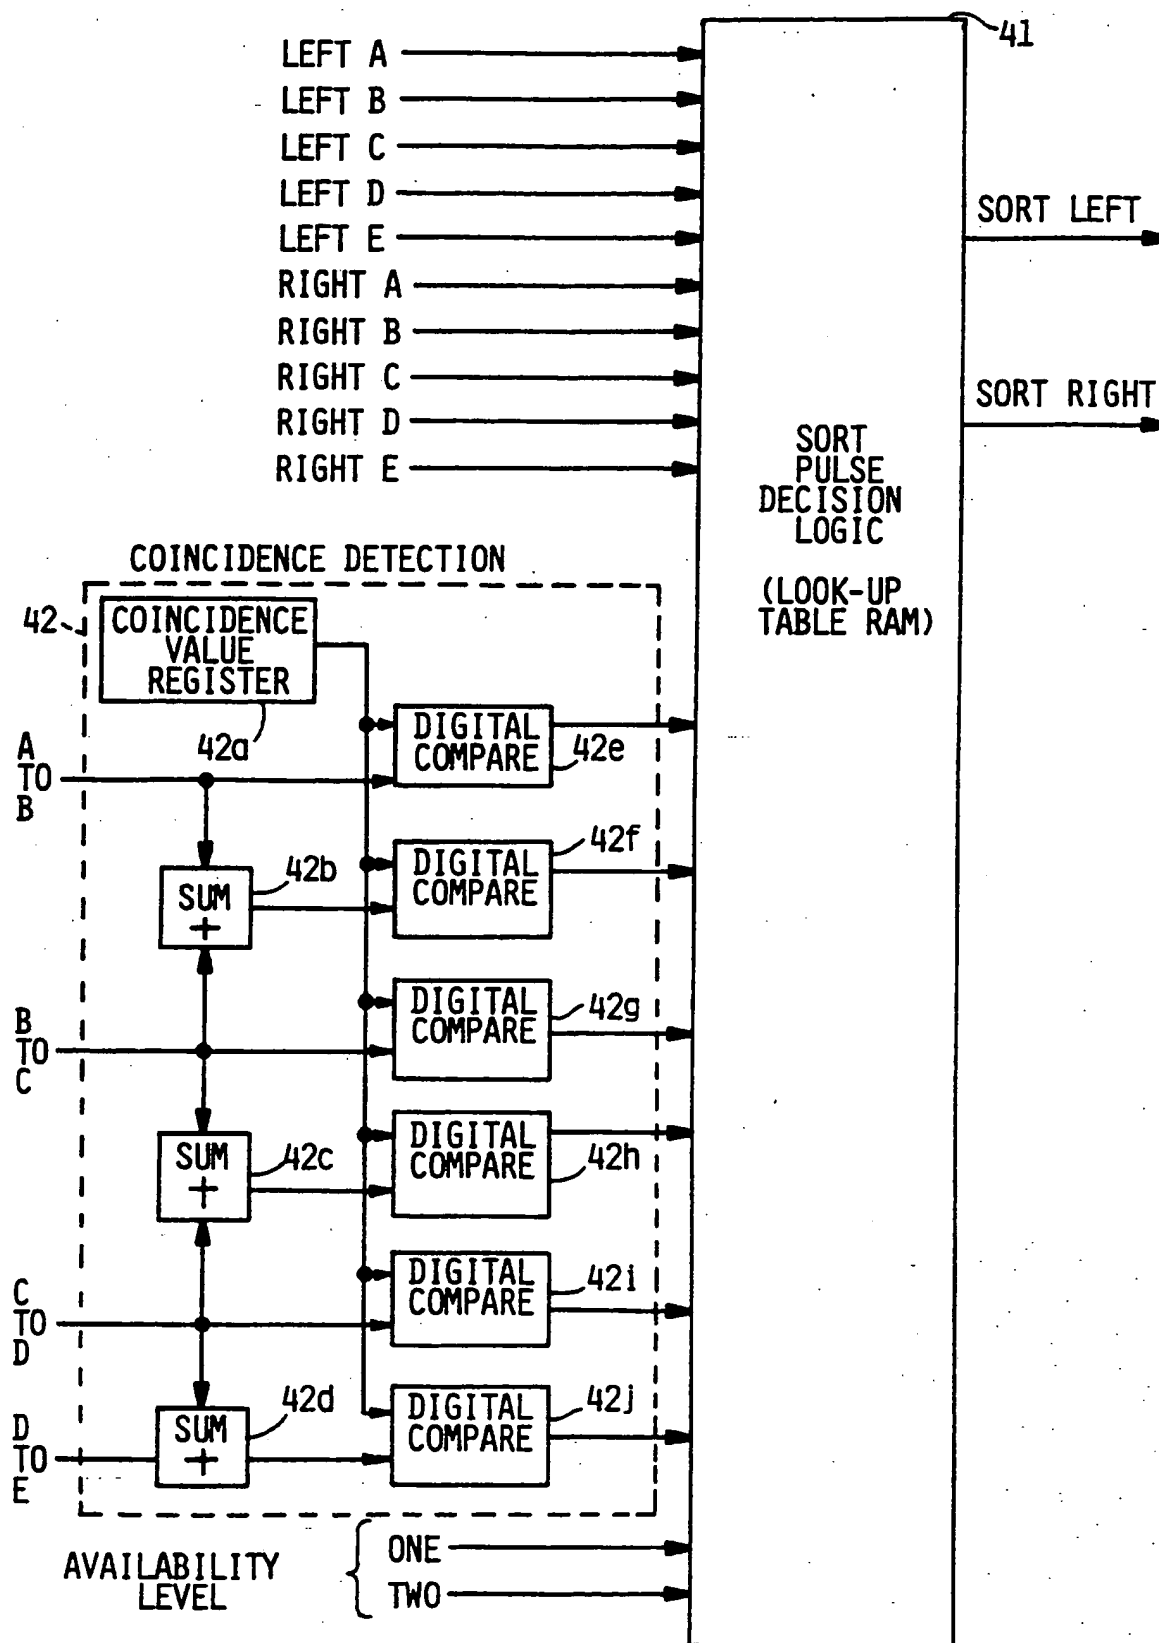 41
LEFT A
LEFT B
LEFT C
LEFT D
LEFT E
RIGHT A
RIGHT B
RIGHT C
RIGHT D
RIGHT E
SORT LEFT
SORT RIGHT
SORT
PULSE
DECISION
LOGIC
(LOOK-UP
TABLE RAM)
COINCIDENCE DETECTION
42
COINCIDENCE
VALUE
REGISTER
42a
A
TO
B
DIGITAL
COMPARE
42e
SUM
+
42b
DIGITAL
COMPARE
42f
B
TO
C
DIGITAL
COMPARE
42g
SUM
+
42c
DIGITAL
COMPARE
42h
C
TO
D
DIGITAL
COMPARE
42i
D
TO
E
SUM
+
42d
DIGITAL
COMPARE
42j
AVAILABILITY
LEVEL
ONE
TWO